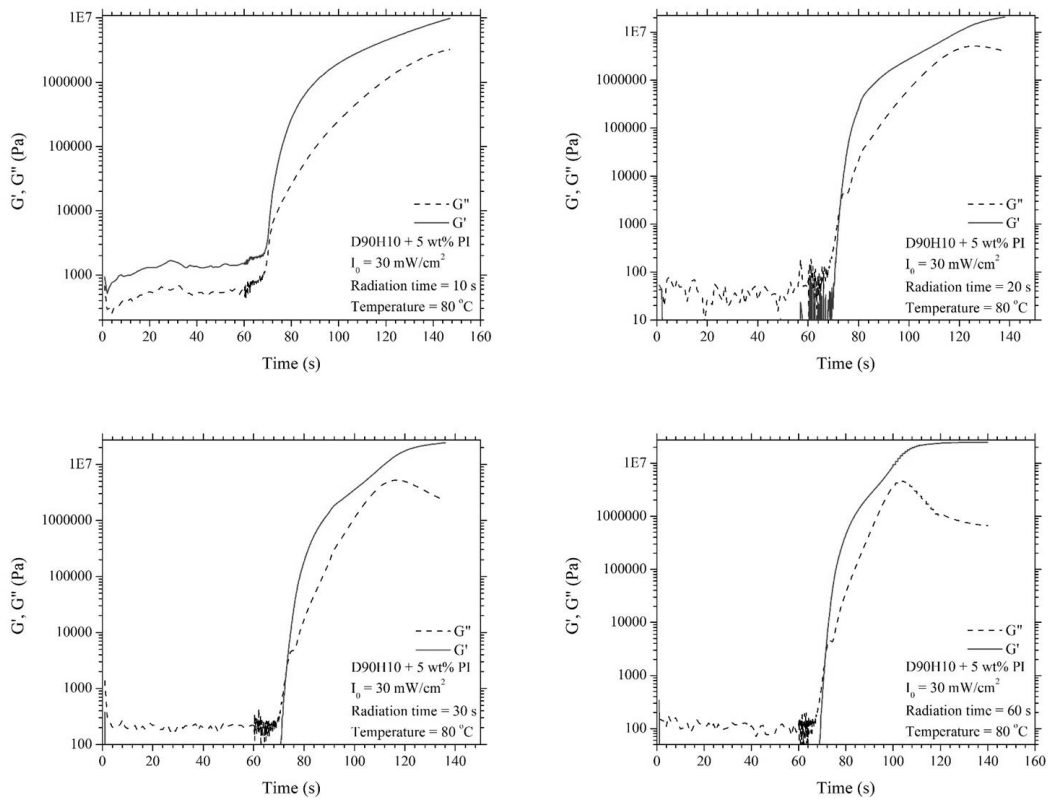 1E7
1000000
100000
10000
1000
G', G'' (Pa)
G''
G'
D90H10 + 5 wt% PI
I0 = 30 mW/cm2
Radiation time = 10 s
Temperature = 80 oC
0 20 40 60 80 100 120 140 160
Time (s)
1E7
1000000
100000
10000
1000
100
10
G', G'' (Pa)
G''
G'
D90H10 + 5 wt% PI
I0 = 30 mW/cm2
Radiation time = 20 s
Temperature = 80 oC
0 20 40 60 80 100 120 140
Time (s)
1E7
1000000
100000
10000
1000
100
G', G'' (Pa)
G''
G'
D90H10 + 5 wt% PI
I0 = 30 mW/cm2
Radiation time = 30 s
Temperature = 80 oC
0 20 40 60 80 100 120 140
Time (s)
1E7
1000000
100000
10000
1000
100
G', G'' (Pa)
G''
G'
D90H10 + 5 wt% PI
I0 = 30 mW/cm2
Radiation time = 60 s
Temperature = 80 oC
0 20 40 60 80 100 120 140 160
Time (s)